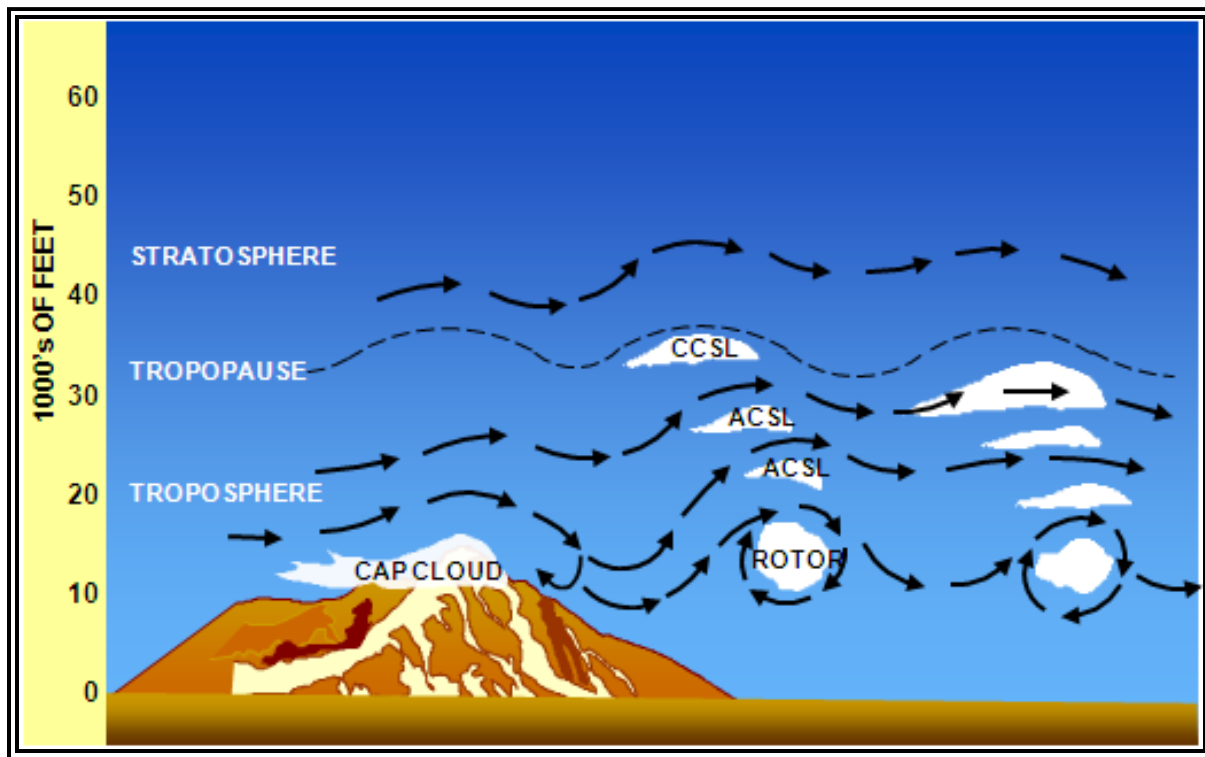 1000's OF FEET
60
50
40
30
20
10
0
STRATOSPHERE
TROPOPAUSE
TROPOSPHERE
CCSL
ACSL
ACSL
CAP CLOUD
ROTOR